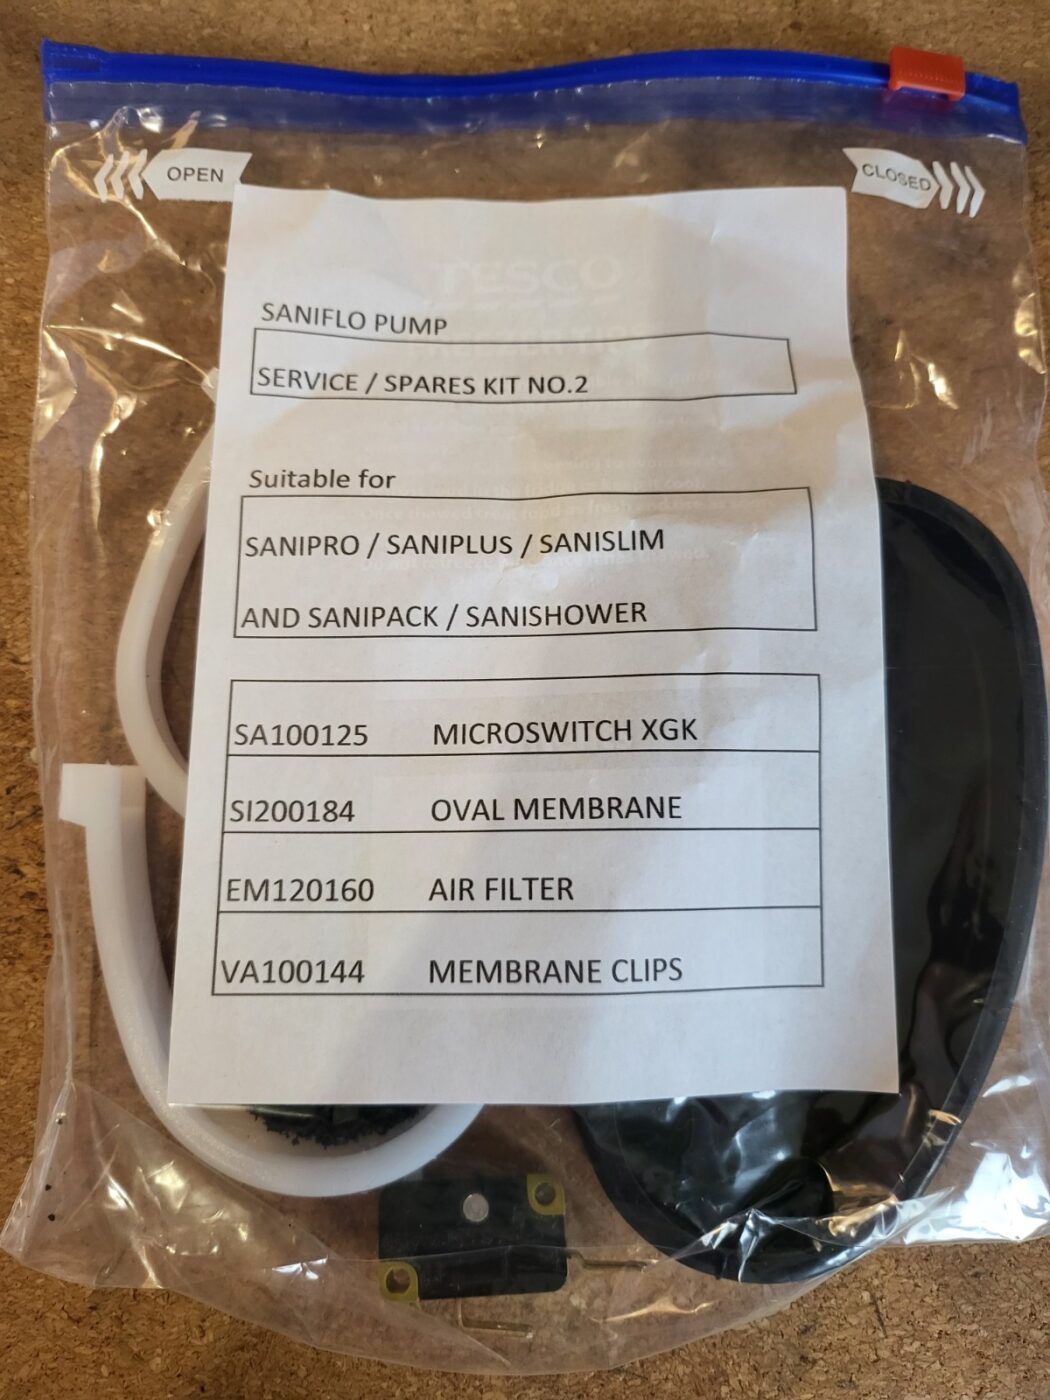 OPEN
CLOSED
TESCO
SANIFLO PUMP
SERVICE / SPARES KIT NO.2
Suitable for
SANIPRO / SANIPLUS / SANISLIM
AND SANIPACK / SANISHOWER
SA100125 MICROSWITCH XGK
SI200184 OVAL MEMBRANE
EM120160 AIR FILTER
VA100144 MEMBRANE CLIPS